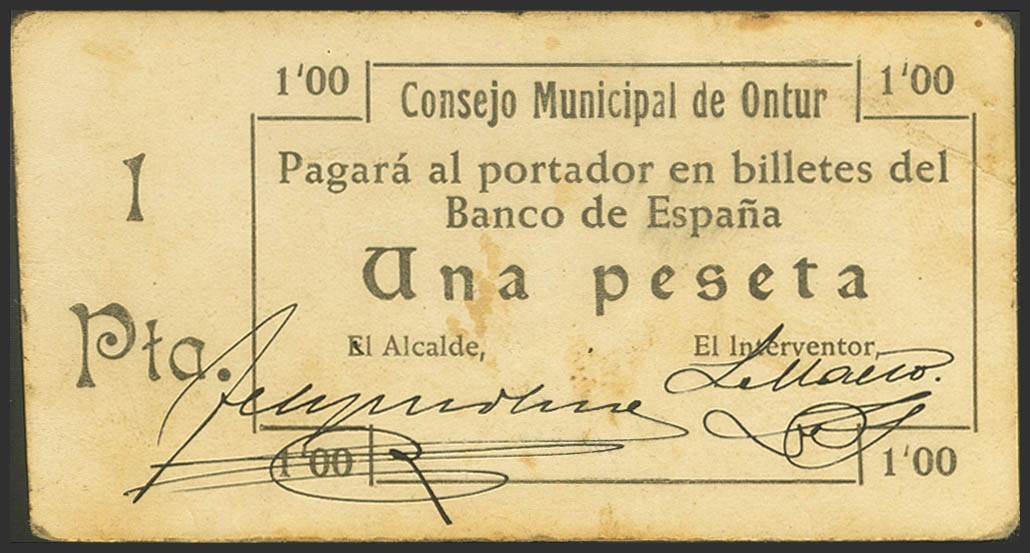 1'00 Consejo Municipal de Ontur 1'00
1
Pta.
Pagará al portador en billetes del
Banco de España
Una peseta
El Alcalde, El Interventor,
1'00 1'00